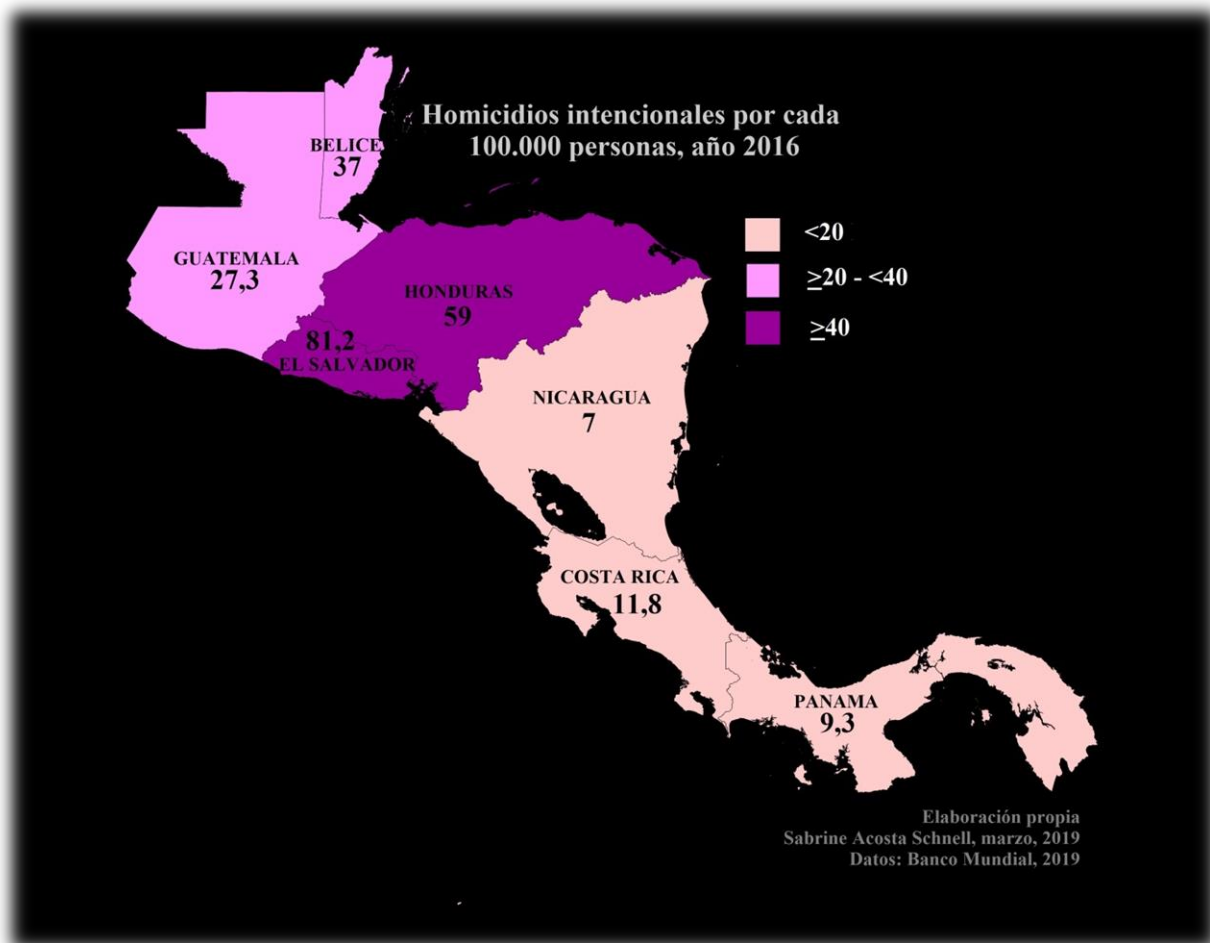 Homicidios intencionales por cada
100.000 personas, año 2016
BELICE
37
GUATEMALA
27,3
HONDURAS
59
81,2
EL SALVADOR
NICARAGUA
7
COSTA RICA
11,8
PANAMA
9,3
<20
≥20 - <40
≥40
Elaboración propia
Sabrine Acosta Schnell, marzo, 2019
Datos: Banco Mundial, 2019